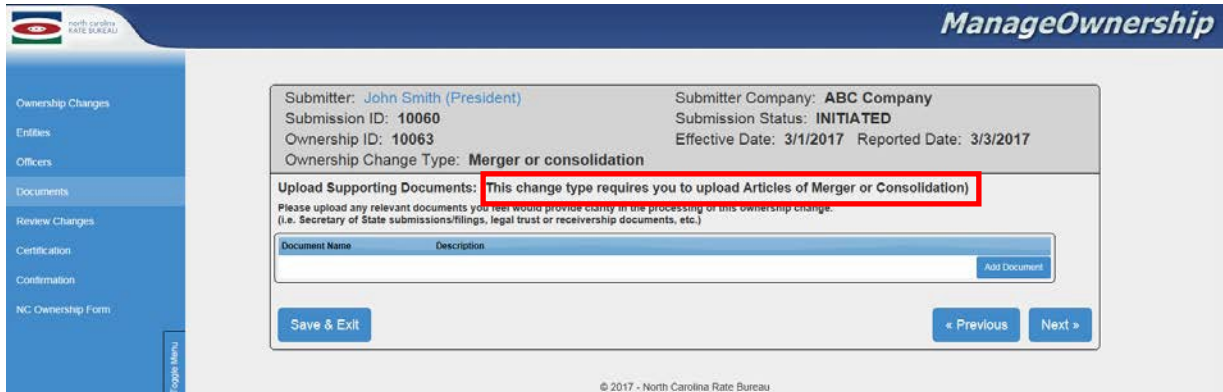 north carolina
RATE BUREAU
ManageOwnership
Ownership Changes
Entities
Officers
Documents
Review Changes
Certification
Confirmation
NC Ownership Form
Toggle Menu
Submitter: John Smith (President) Submitter Company: ABC Company
Submission ID: 10060 Submission Status: INITIATED
Ownership ID: 10063 Effective Date: 3/1/2017 Reported Date: 3/3/2017
Ownership Change Type: Merger or consolidation
Upload Supporting Documents: This change type requires you to upload Articles of Merger or Consolidation)
Please upload any relevant documents you feel would provide clarity in the processing of this ownership change.
(i.e. Secretary of State submissions/filings, legal trust or receivership documents, etc.)
Document Name Description
Add Document
Save & Exit « Previous Next »
© 2017 - North Carolina Rate Bureau